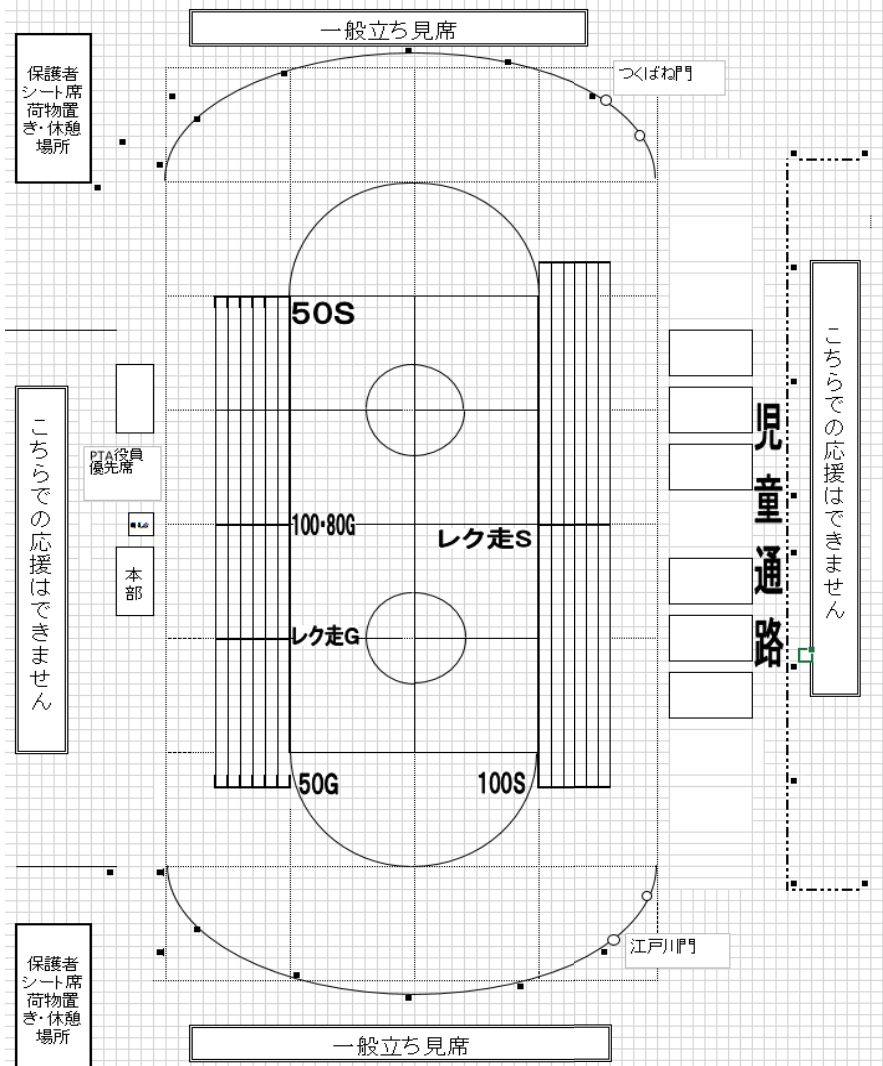 一般立ち見席
保護者
シート席
荷物置
き・休憩
場所
つくばね門
50S
こちらでの応援はできません
PTA役員
優先席
100・80G
レク走S
児童通路
こちらでの応援はできません
本部
レク走G
50G
100S
江戸川門
保護者
シート席
荷物置
き・休憩
場所
一般立ち見席